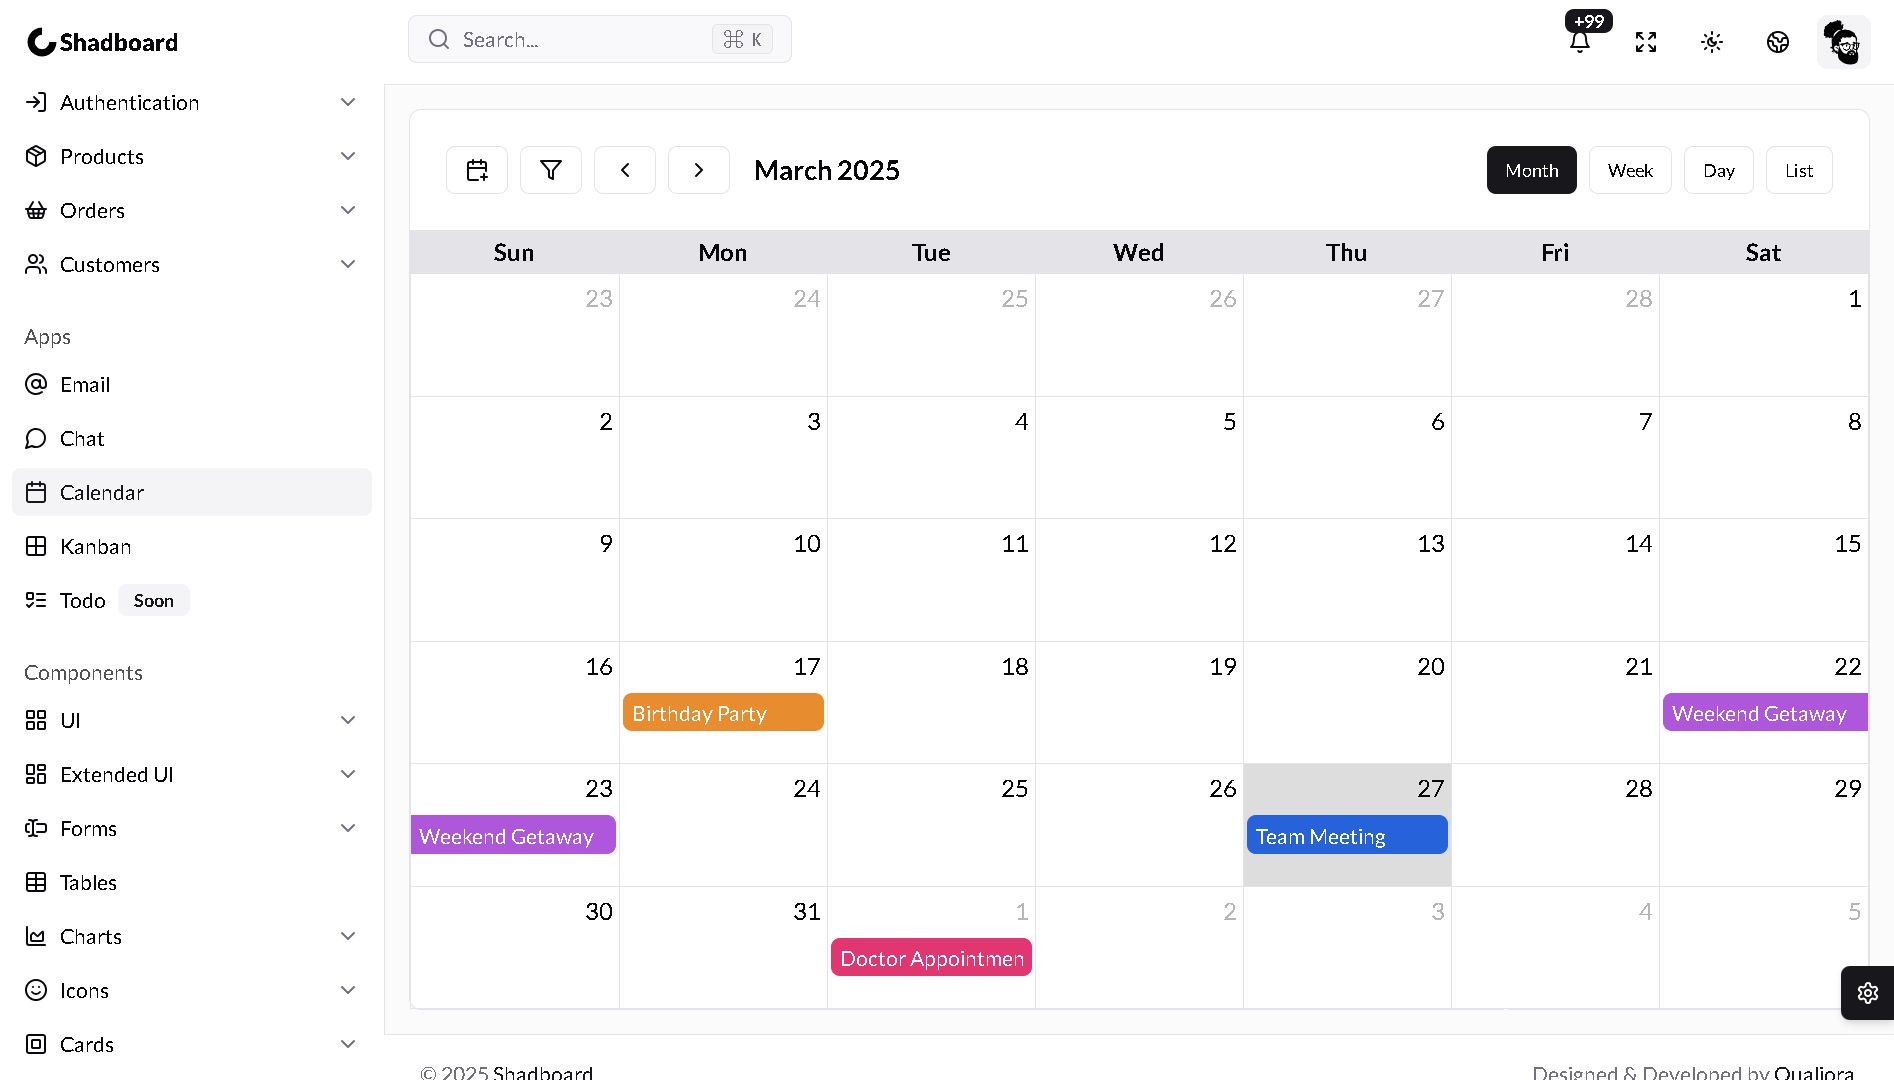 Shadboard
Search...
⌘ K
+99
Authentication
Products
Orders
Customers
Apps
Email
Chat
Calendar
Kanban
Todo Soon
Components
UI
Extended UI
Forms
Tables
Charts
Icons
Cards
March 2025
Month Week Day List
Sun Mon Tue Wed Thu Fri Sat
23 24 25 26 27 28 1
2 3 4 5 6 7 8
9 10 11 12 13 14 15
16 17 18 19 20 21 22
Birthday Party Weekend Getaway
23 24 25 26 27 28 29
Weekend Getaway Team Meeting
30 31 1 2 3 4 5
Doctor Appointmen
© 2025 Shadboard
Designed & Developed by Qualiora